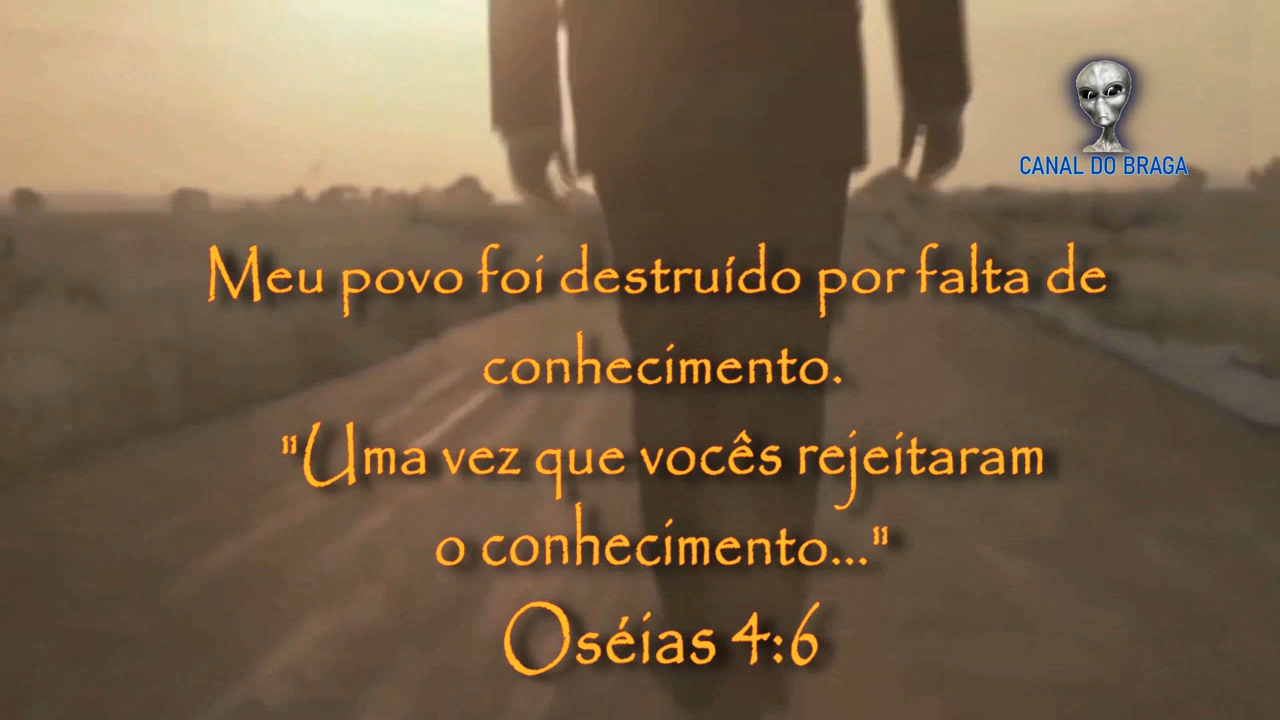 CANAL DO BRAGA
Meu povo foi destruído por falta de
conhecimento.
"Uma vez que vocês rejeitaram
o conhecimento..."
Oséias 4:6